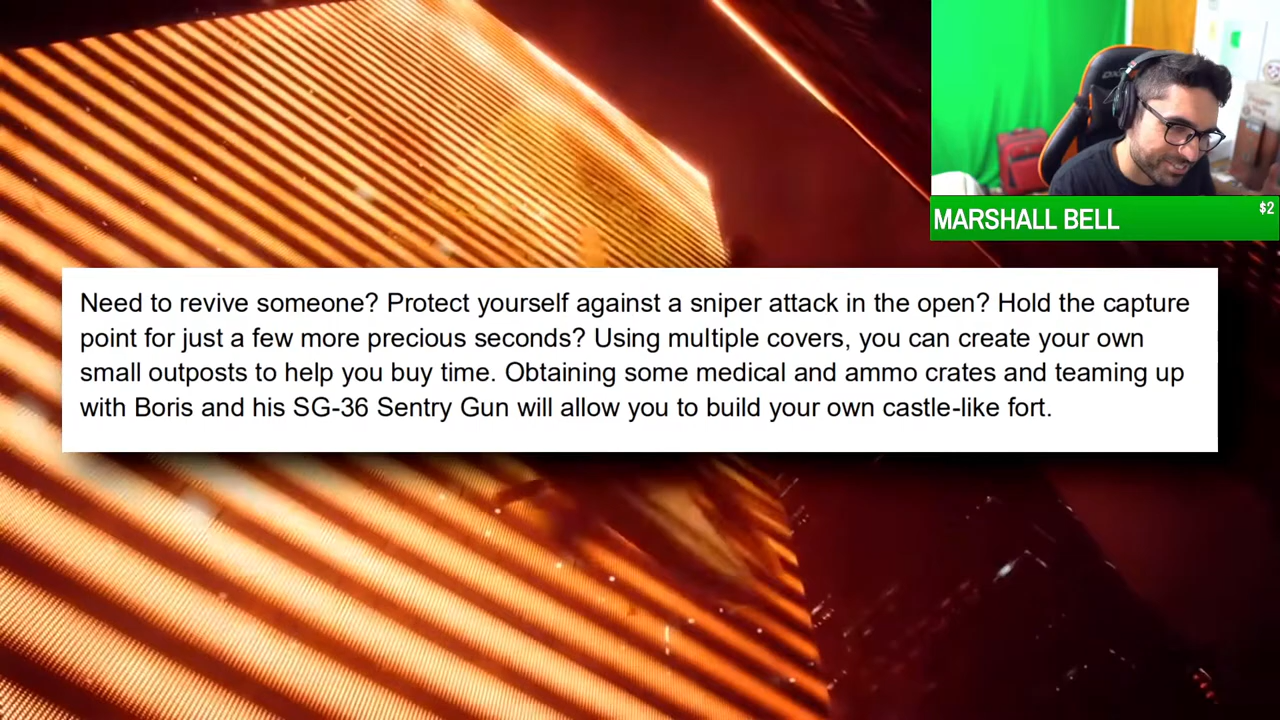 MARSHALL BELL
$2
Need to revive someone? Protect yourself against a sniper attack in the open? Hold the capture
point for just a few more precious seconds? Using multiple covers, you can create your own
small outposts to help you buy time. Obtaining some medical and ammo crates and teaming up
with Boris and his SG-36 Sentry Gun will allow you to build your own castle-like fort.